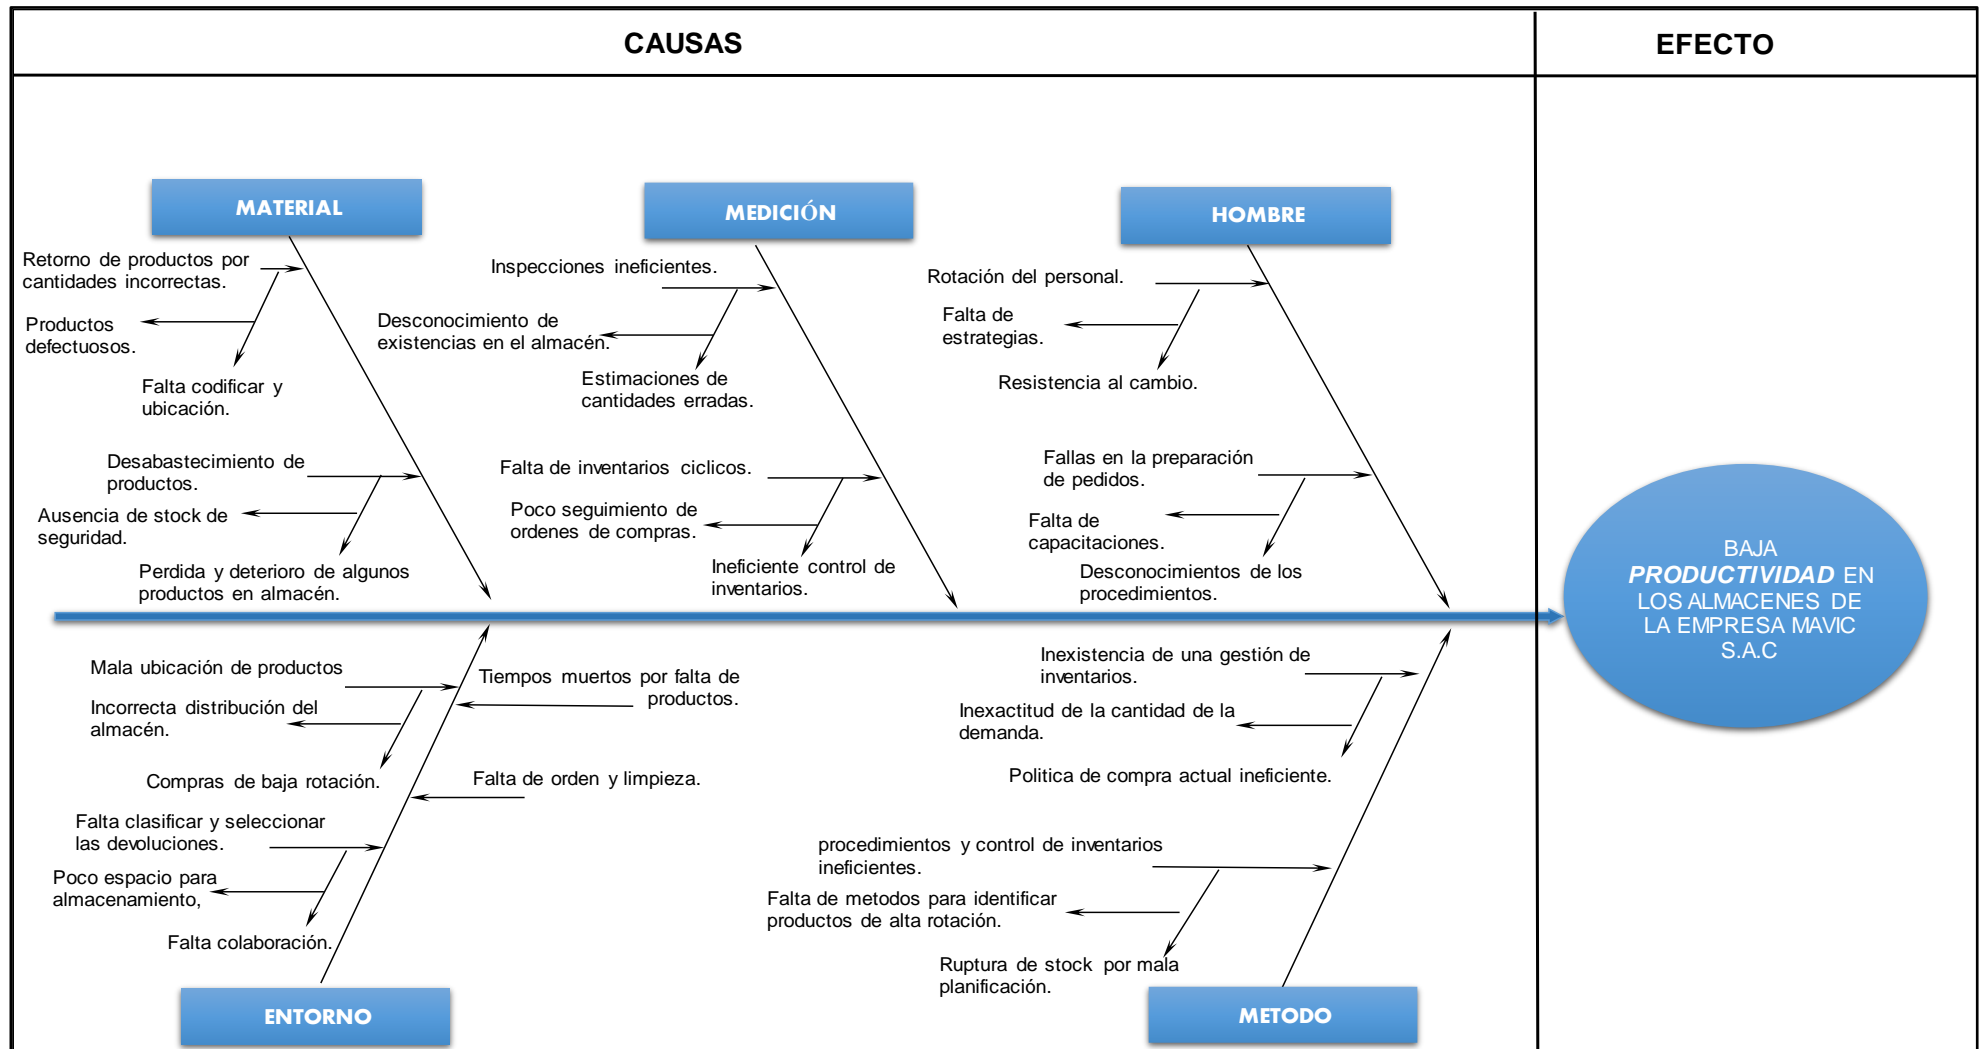 CAUSAS
EFECTO
MATERIAL
Retorno de productos por
cantidades incorrectas.
Productos
defectuosos.
Falta codificar y
ubicación.
Desabastecimiento de
productos.
Ausencia de stock de
seguridad.
Perdida y deterioro de algunos
productos en almacén.
MEDICIÓN
Inspecciones ineficientes.
Desconocimiento de
existencias en el almacén.
Estimaciones de
cantidades erradas.
Falta de inventarios ciclicos.
Poco seguimiento de
ordenes de compras.
Ineficiente control de
inventarios.
HOMBRE
Rotación del personal.
Falta de
estrategias.
Resistencia al cambio.
Fallas en la preparación
de pedidos.
Falta de
capacitaciones.
Desconocimientos de los
procedimientos.
BAJA
PRODUCTIVIDAD EN
LOS ALMACENES DE
LA EMPRESA MAVIC
S.A.C
Mala ubicación de productos
Incorrecta distribución del
almacén.
Compras de baja rotación.
Tiempos muertos por falta de
productos.
Falta de orden y limpieza.
Falta clasificar y seleccionar
las devoluciones.
Poco espacio para
almacenamiento,
Falta colaboración.
ENTORNO
Inexistencia de una gestión de
inventarios.
Inexactitud de la cantidad de la
demanda.
Politica de compra actual ineficiente.
procedimientos y control de inventarios
ineficientes.
Falta de metodos para identificar
productos de alta rotación.
Ruptura de stock por mala
planificación.
METODO